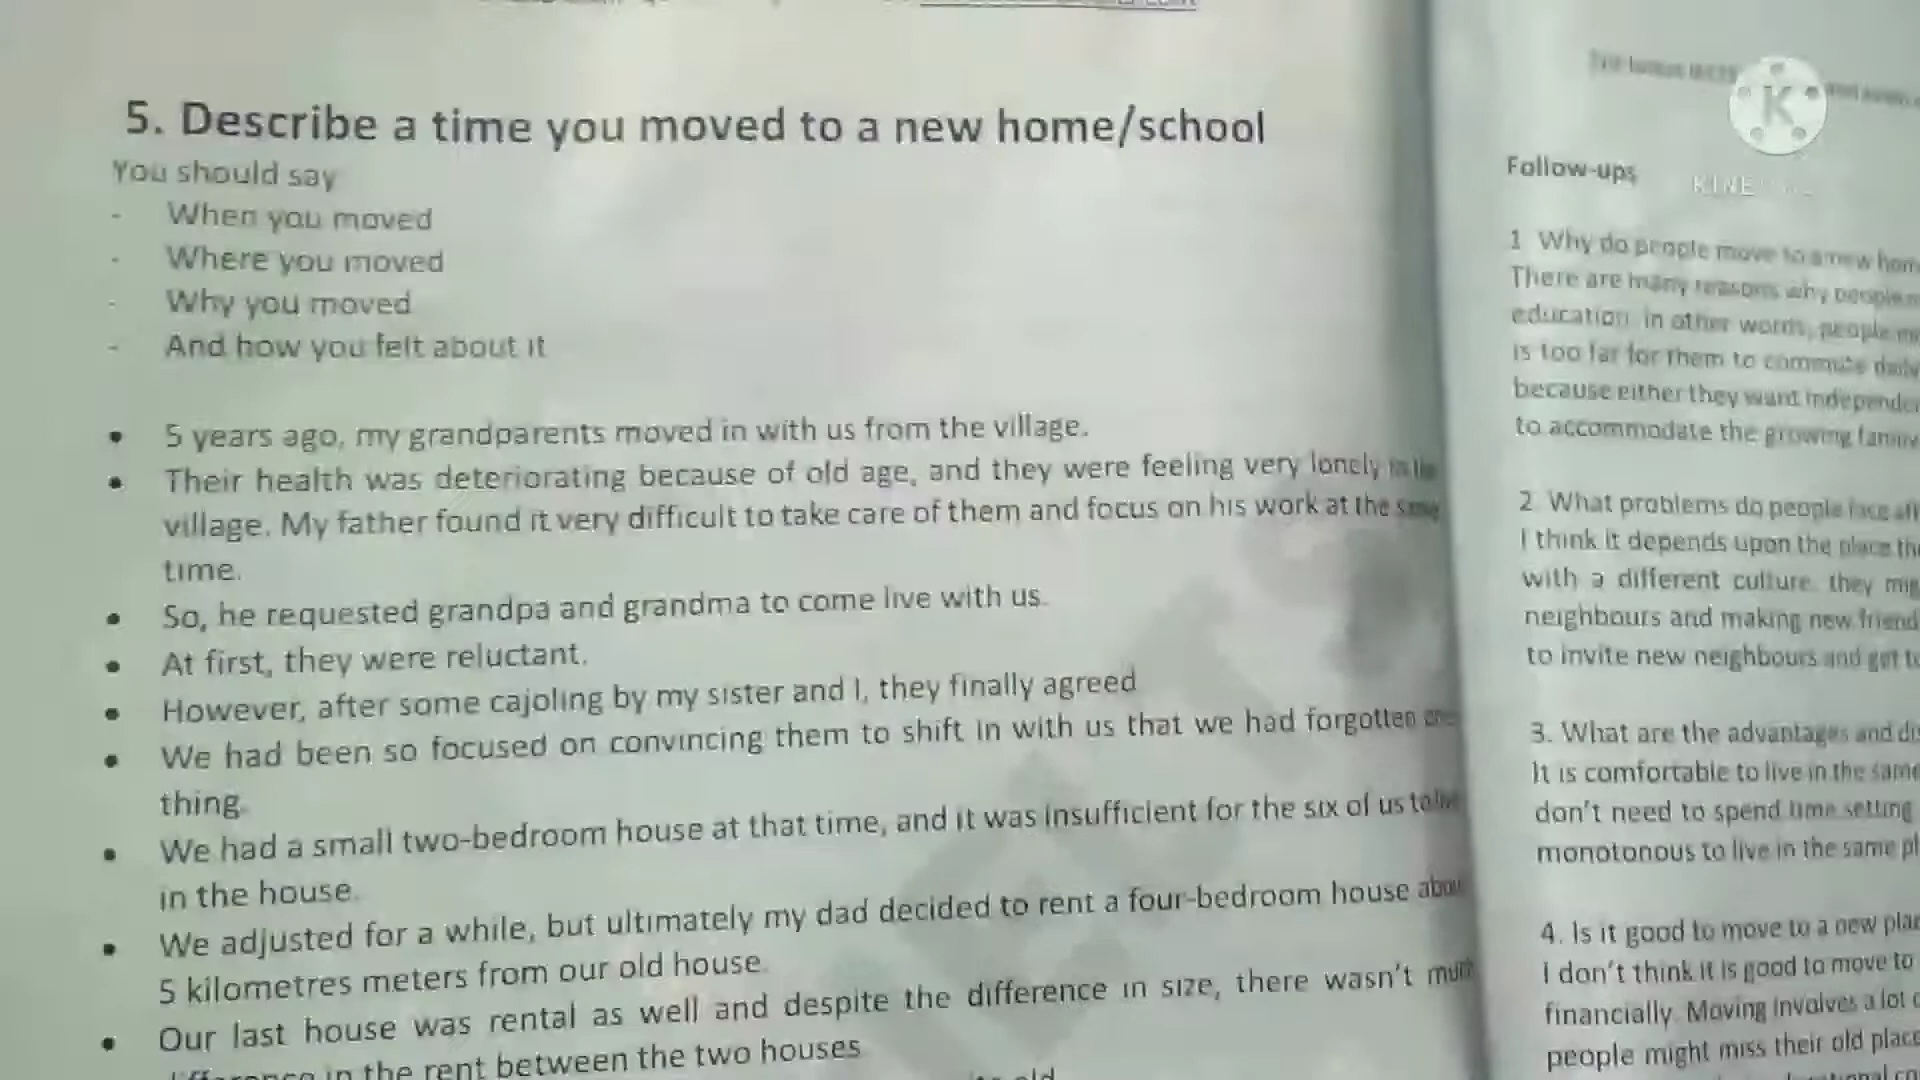 5. Describe a time you moved to a new home/school
You should say
- When you moved
- Where you moved
- Why you moved
- And how you felt about it
• 5 years ago, my grandparents moved in with us from the village.
• Their health was deteriorating because of old age, and they were feeling very lonely in the
village. My father found it very difficult to take care of them and focus on his work at the same
time.
• So, he requested grandpa and grandma to come live with us.
• At first, they were reluctant.
• However, after some cajoling by my sister and I, they finally agreed
• We had been so focused on convincing them to shift in with us that we had forgotten one
thing.
• We had a small two-bedroom house at that time, and it was insufficient for the six of us to live
in the house.
• We adjusted for a while, but ultimately my dad decided to rent a four-bedroom house about
5 kilometres meters from our old house.
• Our last house was rental as well and despite the difference in size, there wasn't much
difference in the rent between the two houses
old
K
KINE
Follow-ups
1 Why do people move to a new
There are many reasons why people
education. in other words, people
is too far for them to commute daily
because either they want
to accommodate the growing family
2. What problems do people face
I think it depends upon the place
with a different culture. they
neighbours and making new
to invite new neighbours and get
3. What are the advantages and
It is comfortable to live in the same
don't need to spend time setting
monotonous to live in the same
4. Is it good to move to a new
I don't think it is good to move to
financially. Moving involves a lot
people might miss their old place